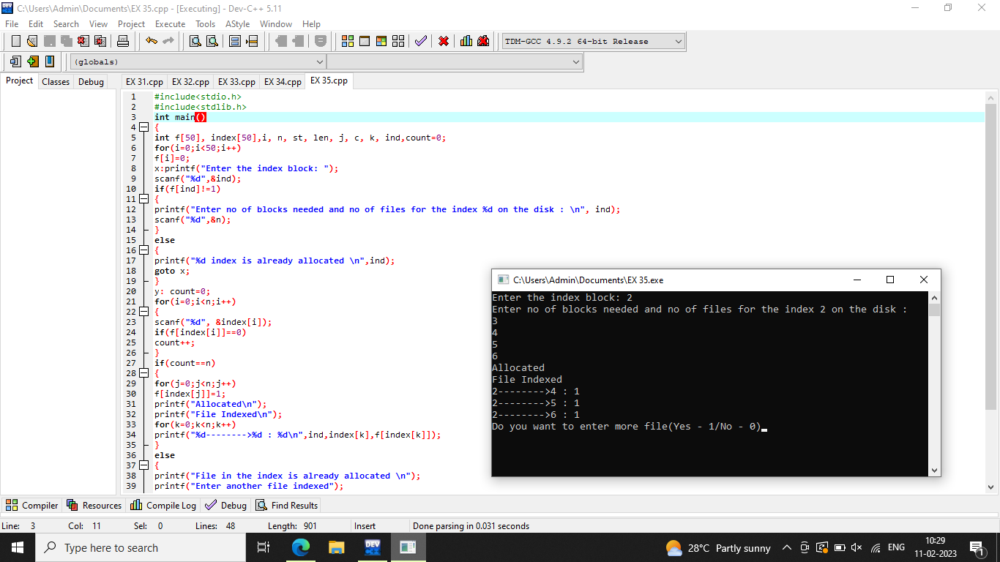 C:\Users\Admin\Documents\EX 35.cpp - [Executing] - Dev-C++ 5.11
File Edit Search View Project Execute Tools AStyle Window Help
TDM-GCC 4.9.2 64-bit Release
(globals)
Project Classes Debug
EX 31.cpp EX 32.cpp EX 33.cpp EX 34.cpp EX 35.cpp
1 #include<stdio.h>
2 #include<stdlib.h>
3 int main()
4 {
5 int f[50], index[50],i, n, st, len, j, c, k, ind,count=0;
6 for(i=0;i<50;i++)
7 f[i]=0;
8 x:printf("Enter the index block: ");
9 scanf("%d",&ind);
10 if(f[ind]!=1)
11 {
12 printf("Enter no of blocks needed and no of files for the index %d on the disk : \n", ind);
13 scanf("%d",&n);
14 }
15 else
16 {
17 printf("%d index is already allocated \n",ind);
18 goto x;
19 }
20 y: count=0;
21 for(i=0;i<n;i++)
22 {
23 scanf("%d", &index[i]);
24 if(f[index[i]]==0)
25 count++;
26 }
27 if(count==n)
28 {
29 for(j=0;j<n;j++)
30 f[index[j]]=1;
31 printf("Allocated\n");
32 printf("File Indexed\n");
33 for(k=0;k<n;k++)
34 printf("%d-------->%d : %d\n",ind,index[k],f[index[k]]);
35 }
36 else
37 {
38 printf("File in the index is already allocated \n");
39 printf("Enter another file indexed");
C:\Users\Admin\Documents\EX 35.exe
Enter the index block: 2
Enter no of blocks needed and no of files for the index 2 on the disk :
3
4
5
6
Allocated
File Indexed
2-------->4 : 1
2-------->5 : 1
2-------->6 : 1
Do you want to enter more file(Yes - 1/No - 0)
Compiler Resources Compile Log Debug Find Results
Line: 3 Col: 11 Sel: 0 Lines: 48 Length: 901 Insert Done parsing in 0.031 seconds
Type here to search
DEV
28°C Partly sunny
ENG
10:29
11-02-2023
1